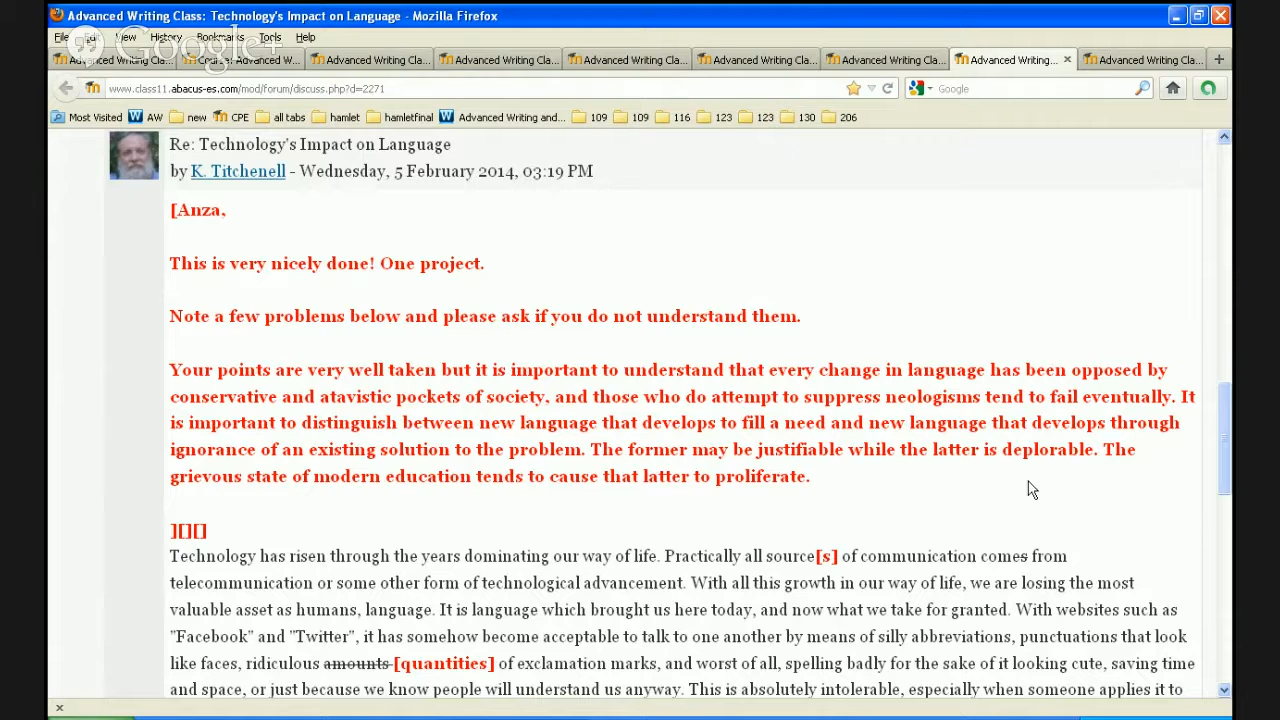 Advanced Writing Class: Technology's Impact on Language - Mozilla Firefox
File Edit View History Bookmarks Tools Help
Google+
Advanced Writing Cla... Course: Advanced W... Advanced Writing Cla... Advanced Writing Cla... Advanced Writing Cla... Advanced Writing Cla... Advanced Writing Cla... Advanced Writing... Advanced Writing Cla...
www.class11.abacus-es.com/mod/forum/discuss.php?d=2271 Google
Most Visited AW new CPE all tabs hamlet hamletfinal Advanced Writing and... 109 109 116 123 123 130 206
Re: Technology's Impact on Language
by K. Titchenell - Wednesday, 5 February 2014, 03:19 PM
[Anza,
This is very nicely done! One project.
Note a few problems below and please ask if you do not understand them.
Your points are very well taken but it is important to understand that every change in language has been opposed by
conservative and atavistic pockets of society, and those who do attempt to suppress neologisms tend to fail eventually. It
is important to distinguish between new language that develops to fill a need and new language that develops through
ignorance of an existing solution to the problem. The former may be justifiable while the latter is deplorable. The
grievous state of modern education tends to cause that latter to proliferate.
][][]
Technology has risen through the years dominating our way of life. Practically all source[s] of communication comes from
telecommunication or some other form of technological advancement. With all this growth in our way of life, we are losing the most
valuable asset as humans, language. It is language which brought us here today, and now what we take for granted. With websites such as
"Facebook" and "Twitter", it has somehow become acceptable to talk to one another by means of silly abbreviations, punctuations that look
like faces, ridiculous amounts [quantities] of exclamation marks, and worst of all, spelling badly for the sake of it looking cute, saving time
and space, or just because we know people will understand us anyway. This is absolutely intolerable, especially when someone applies it to